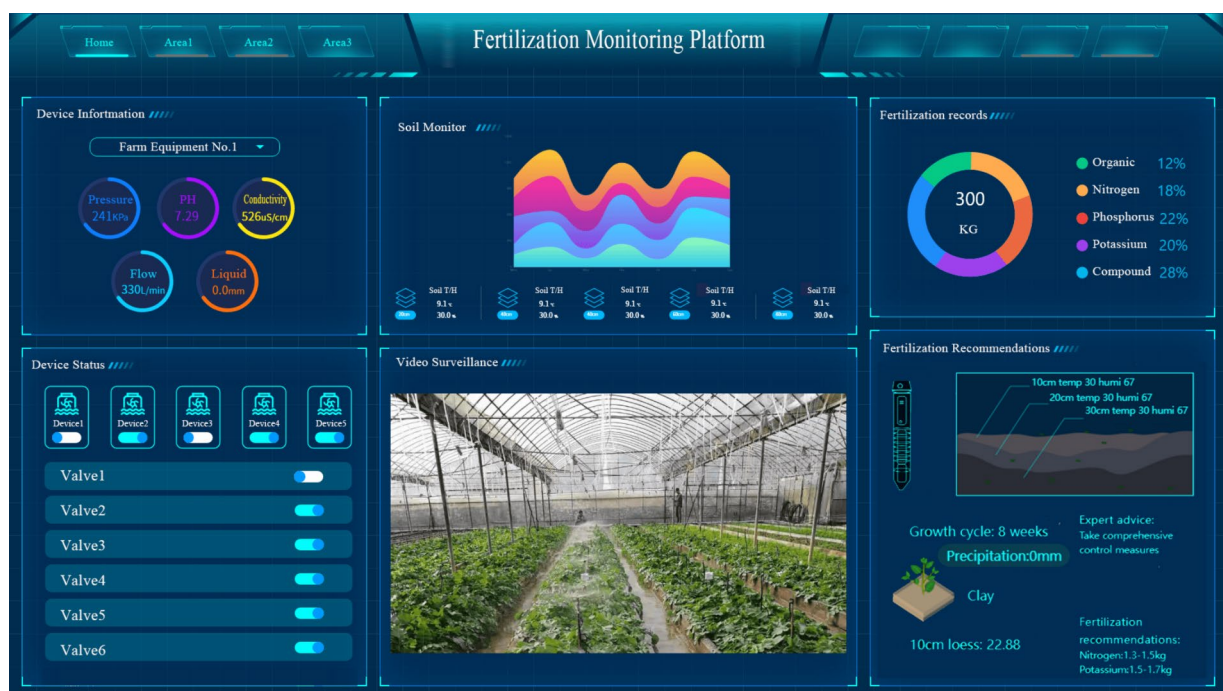 Home
Area1
Area2
Area3
Fertilization Monitoring Platform
Device Infortmation
Farm Equipment No.1
Pressure
241KPa
PH
7.29
Conductivity
526uS/cm
Flow
330L/min
Liquid
0.0mm
Soil Monitor
Soil T/H
9.1
30.0
Soil T/H
9.1
30.0
Soil T/H
9.1
30.0
Soil T/H
9.1
30.0
Soil T/H
9.1
30.0
Fertilization records
300
KG
Organic 12%
Nitrogen 18%
Phosphorus 22%
Potassium 20%
Compound 28%
Device Status
Device1
Device2
Device3
Device4
Device5
Valve1
Valve2
Valve3
Valve4
Valve5
Valve6
Video Surveillance
Fertilization Recommendations
10cm temp 30 humi 67
20cm temp 30 humi 67
30cm temp 30 humi 67
Growth cycle: 8 weeks
Precipitation:0mm
Clay
10cm loess: 22.88
Expert advice:
Take comprehensive
control measures
Fertilization
recommendations:
Nitrogen:1.3-1.5kg
Potassium:1.5-1.7kg